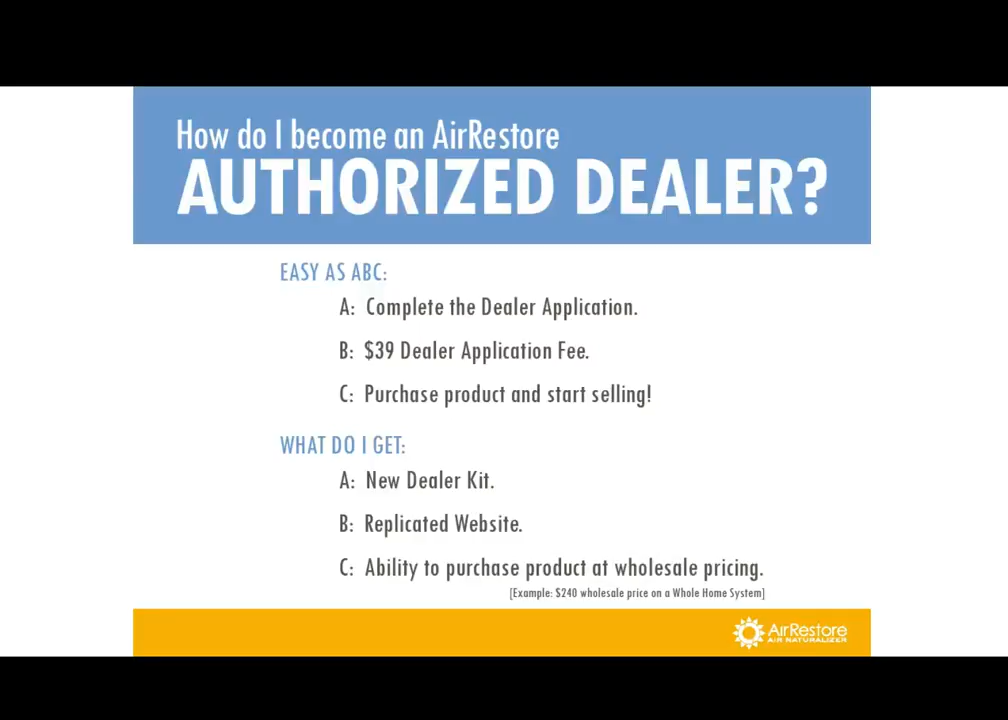 How do I become an AirRestore
AUTHORIZED DEALER?
EASY AS ABC:
A: Complete the Dealer Application.
B: $39 Dealer Application Fee.
C: Purchase product and start selling!
WHAT DO I GET:
A: New Dealer Kit.
B: Replicated Website.
C: Ability to purchase product at wholesale pricing.
[Example: $240 wholesale price on a Whole Home System]
AirRestore
AIR NATURALIZER